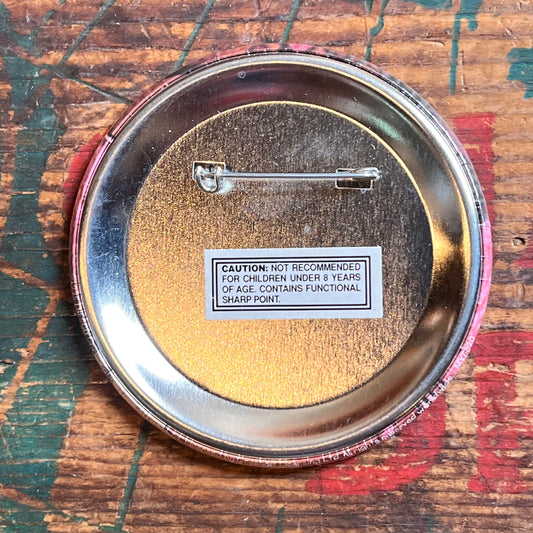 CAUTION: NOT RECOMMENDED
FOR CHILDREN UNDER 8 YEARS
OF AGE. CONTAINS FUNCTIONAL
SHARP POINT.